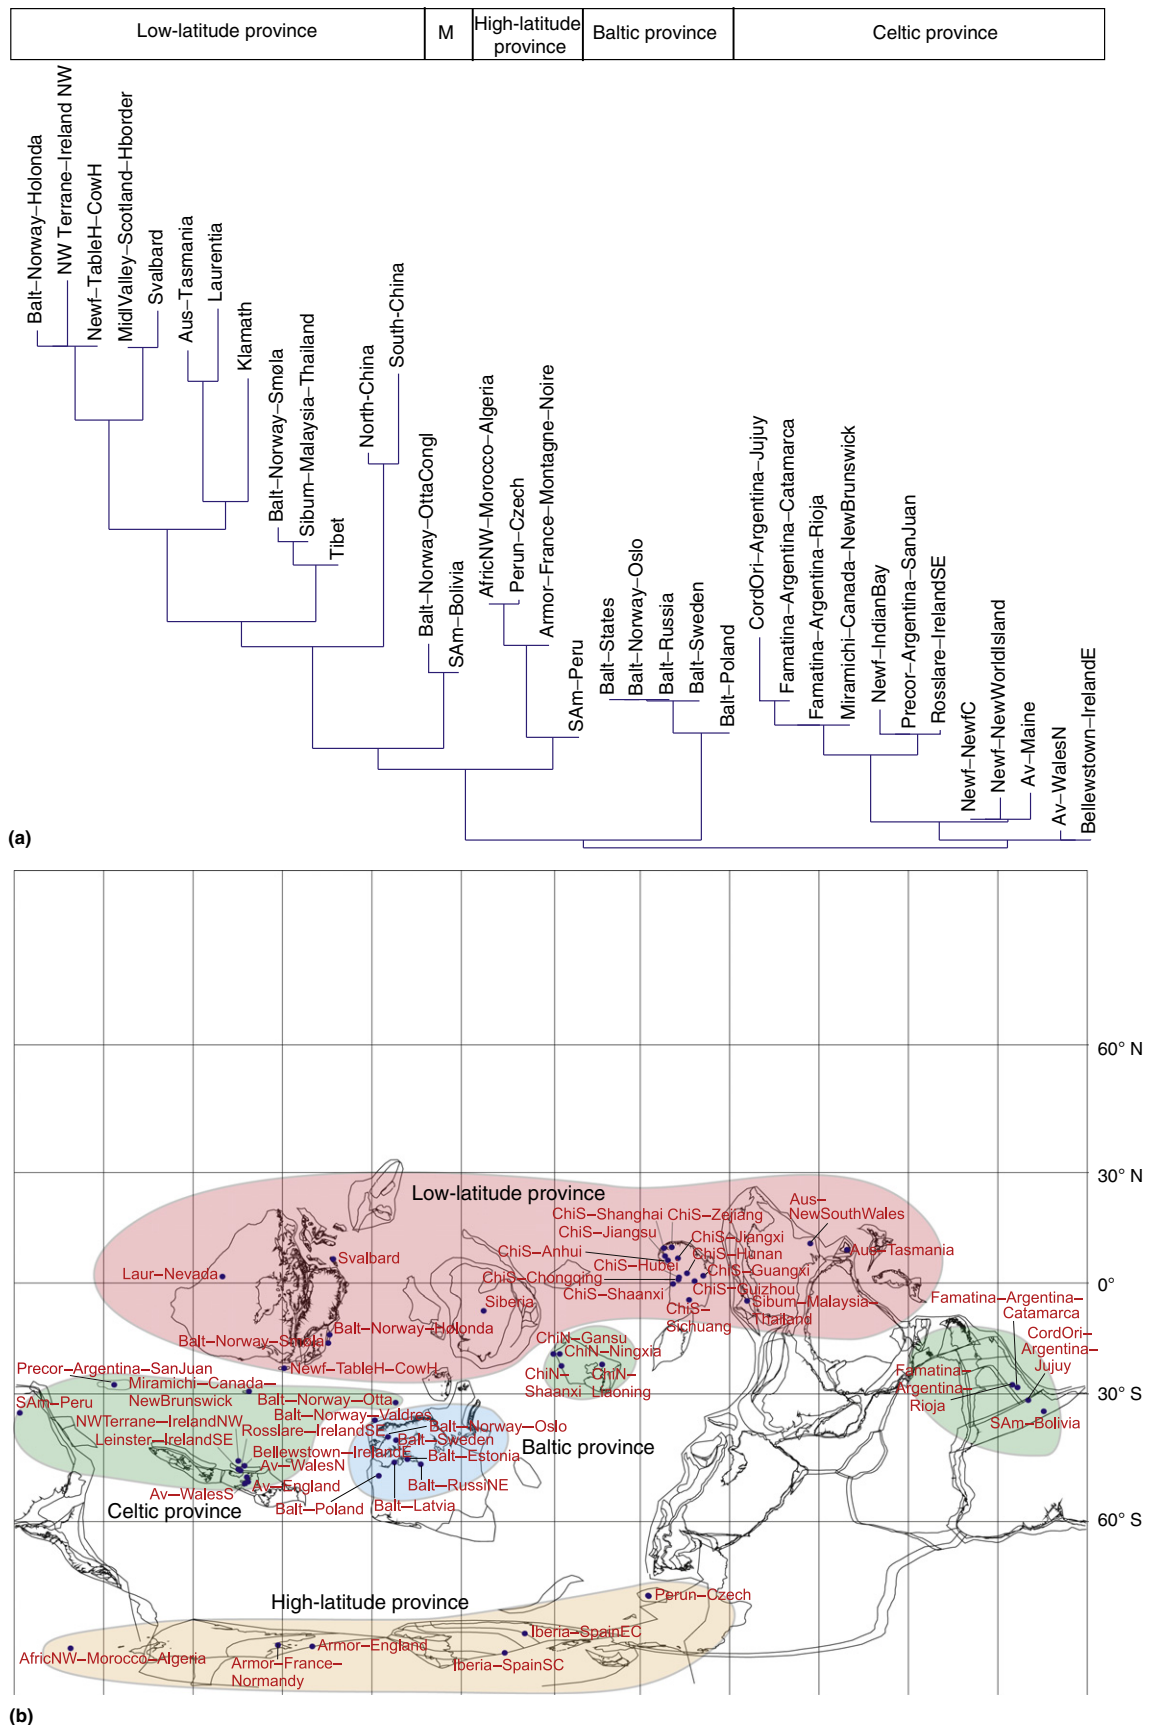 Low-latitude province
M
High-latitude
province
Baltic province
Celtic province
Balt–Norway–Holonda
NW Terrane–Ireland NW
Newf–TableH–CowH
MidlValley–Scotland–Hborder
Svalbard
Aus–Tasmania
Laurentia
Klamath
Balt–Norway–Smøla
Sibum–Malaysia–Thailand
Tibet
North-China
South-China
Balt–Norway–OttaCongl
SAm–Bolivia
AfricNW–Morocco–Algeria
Perun–Czech
Armor–France–Montagne–Noire
SAm–Peru
Balt–States
Balt–Norway–Oslo
Balt–Russia
Balt–Sweden
Balt–Poland
CordOri–Argentina–Jujuy
Famatina–Argentina–Catamarca
Famatina–Argentina–Rioja
Miramichi–Canada–NewBrunswick
Newf–IndianBay
Precor–Argentina–SanJuan
Rosslare–IrelandSE
Newf–NewfC
Newf–NewWorldIsland
Av–Maine
Av–WalesN
Bellewstown–IrelandE
(a)
60° N
30° N
0°
30° S
60° S
Low-latitude province
Aus–
NewSouthWales
ChiS–Shanghai
ChiS–Zejiang
ChiS–Jiangsu
ChiS–Jiangxi
ChiS–Anhui
ChiS–Hunan
Aus–Tasmania
Svalbard
ChiS–Hubei
ChiS–Guangxi
Laur–Nevada
ChiS–Chongqing
ChiS–Shaanxi
ChiS–Guizhou
Siberia
ChiS–
Sichuang
Sibum–Malaysia–
Thailand
Famatina–Argentina–
Catamarca
Balt–Norway–Holonda
Balt–Norway–Smøla
ChiN–Gansu
ChiN–Ningxia
CordOri–
Argentina–
Jujuy
Newf–TableH–CowH
Precor–Argentina–SanJuan
ChiN–
Shaanxi
ChiN–
Liaoning
Famatina–
Argentina–
Rioja
Miramichi–Canada–
NewBrunswick
SAm–Peru
Balt–Norway–Otta
NWTerrane–IrelandNW
Balt–Norway–Valdres
SAm–Bolivia
Leinster–IrelandSE
Rosslare–IrelandSE
Balt–Norway–Oslo
Balt–Sweden
Baltic province
Bellewstown–IrelandE
Balt–Estonia
Av–WalesN
Av–England
Balt–RussiNE
Av–WalesS
Balt–Poland
Balt–Latvia
Celtic province
High-latitude province
Perun–Czech
Iberia–SpainEC
Armor–England
AfricNW–Morocco–Algeria
Armor–France–
Normandy
Iberia–SpainSC
(b)